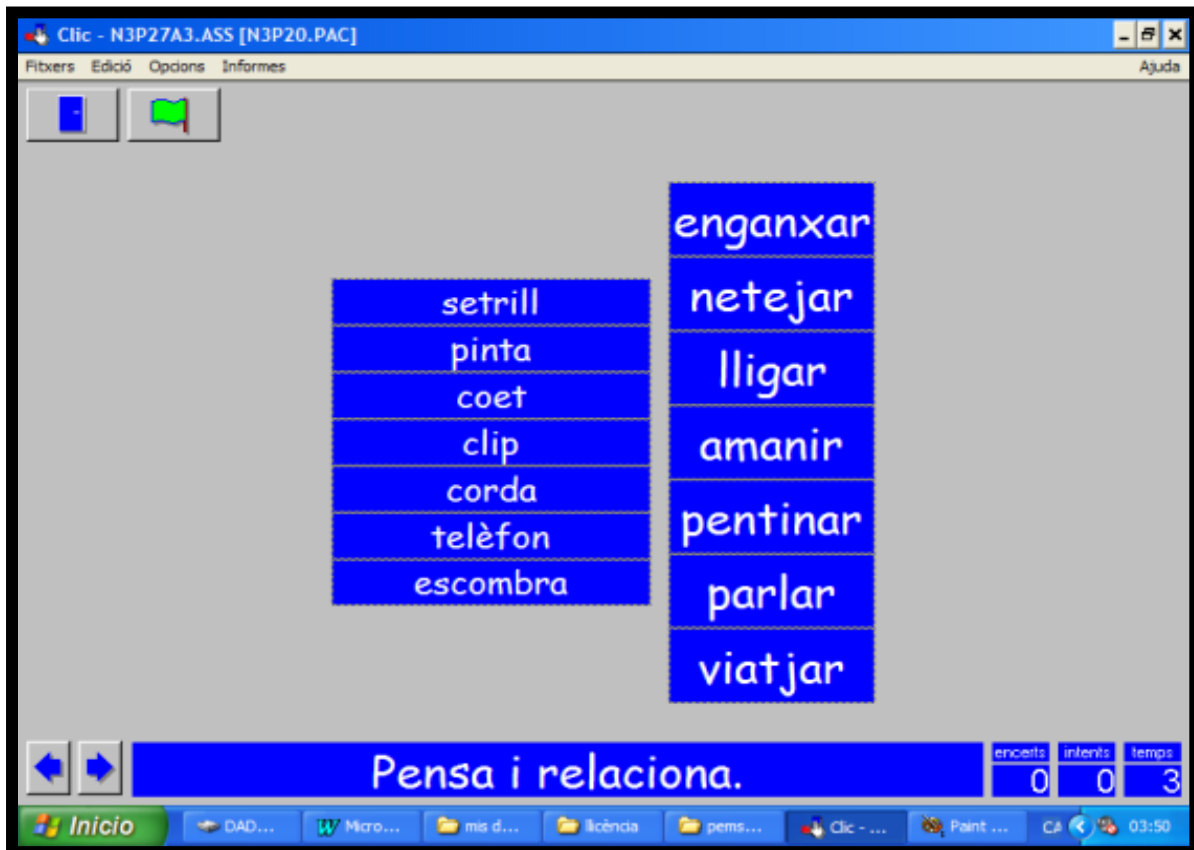 Clic - N3P27A3.ASS [N3P20.PAC]
Fitxers Edició Opcions Informes Ajuda
setrill
pinta
coet
clip
corda
telèfon
escombra
enganxar
netejar
lligar
amanir
pentinar
parlar
viatjar
Pensa i relaciona.
encerts intents temps
0 0 3
Inicio DAD... Micro... mis d... llicència pems... Clic - ... Paint ... CA 03:50